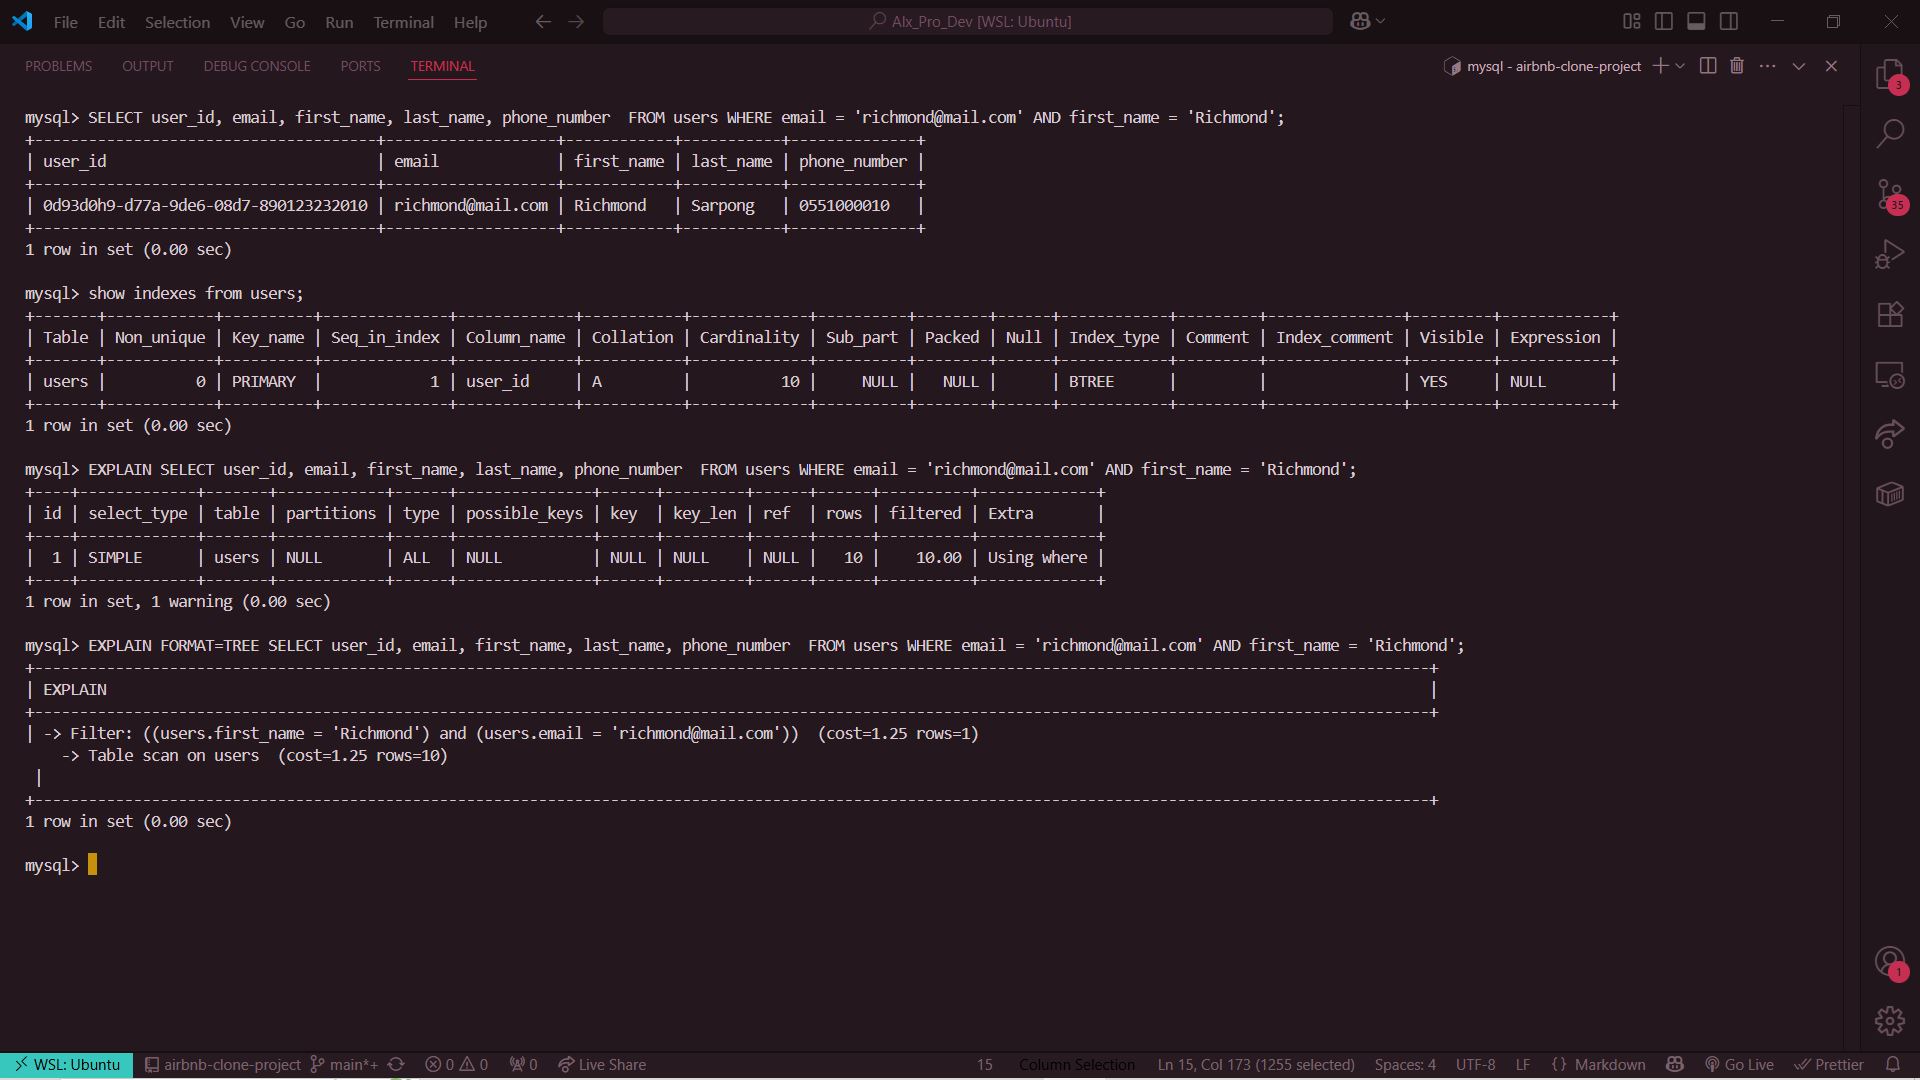 File Edit Selection View Go Run Terminal Help Alx_Pro_Dev [WSL: Ubuntu]
PROBLEMS OUTPUT DEBUG CONSOLE PORTS TERMINAL mysql - airbnb-clone-project
mysql> SELECT user_id, email, first_name, last_name, phone_number  FROM users WHERE email = 'richmond@mail.com' AND first_name = 'Richmond';
+--------------------------------------+-------------------+------------+-----------+--------------+
| user_id                              | email             | first_name | last_name | phone_number |
+--------------------------------------+-------------------+------------+-----------+--------------+
| 0d93d0h9-d77a-9de6-08d7-890123232010 | richmond@mail.com | Richmond   | Sarpong   | 0551000010   |
+--------------------------------------+-------------------+------------+-----------+--------------+
1 row in set (0.00 sec)
mysql> show indexes from users;
+-------+------------+----------+--------------+-------------+-----------+-------------+----------+--------+------+------------+---------+---------------+---------+------------+
| Table | Non_unique | Key_name | Seq_in_index | Column_name | Collation | Cardinality | Sub_part | Packed | Null | Index_type | Comment | Index_comment | Visible | Expression |
+-------+------------+----------+--------------+-------------+-----------+-------------+----------+--------+------+------------+---------+---------------+---------+------------+
| users |          0 | PRIMARY  |            1 | user_id     | A         |          10 |     NULL |   NULL |      | BTREE      |         |               | YES     | NULL       |
+-------+------------+----------+--------------+-------------+-----------+-------------+----------+--------+------+------------+---------+---------------+---------+------------+
1 row in set (0.00 sec)
mysql> EXPLAIN SELECT user_id, email, first_name, last_name, phone_number  FROM users WHERE email = 'richmond@mail.com' AND first_name = 'Richmond';
+----+-------------+-------+------------+------+---------------+------+---------+------+------+----------+-------------+
| id | select_type | table | partitions | type | possible_keys | key  | key_len | ref  | rows | filtered | Extra       |
+----+-------------+-------+------------+------+---------------+------+---------+------+------+----------+-------------+
|  1 | SIMPLE      | users | NULL       | ALL  | NULL          | NULL | NULL    | NULL |   10 |    10.00 | Using where |
+----+-------------+-------+------------+------+---------------+------+---------+------+------+----------+-------------+
1 row in set, 1 warning (0.00 sec)
mysql> EXPLAIN FORMAT=TREE SELECT user_id, email, first_name, last_name, phone_number  FROM users WHERE email = 'richmond@mail.com' AND first_name = 'Richmond';
+-----------------------------------------------------------------------------------------------------------------------------------------------------------+
| EXPLAIN                                                                                                                                                   |
+-----------------------------------------------------------------------------------------------------------------------------------------------------------+
| -> Filter: ((users.first_name = 'Richmond') and (users.email = 'richmond@mail.com'))  (cost=1.25 rows=1)
    -> Table scan on users  (cost=1.25 rows=10)
 |
+-----------------------------------------------------------------------------------------------------------------------------------------------------------+
1 row in set (0.00 sec)
mysql>
3
35
1
WSL: Ubuntu airbnb-clone-project main*+ 0 0 0 Live Share 15 Column Selection Ln 15, Col 173 (1255 selected) Spaces: 4 UTF-8 LF {} Markdown Go Live Prettier